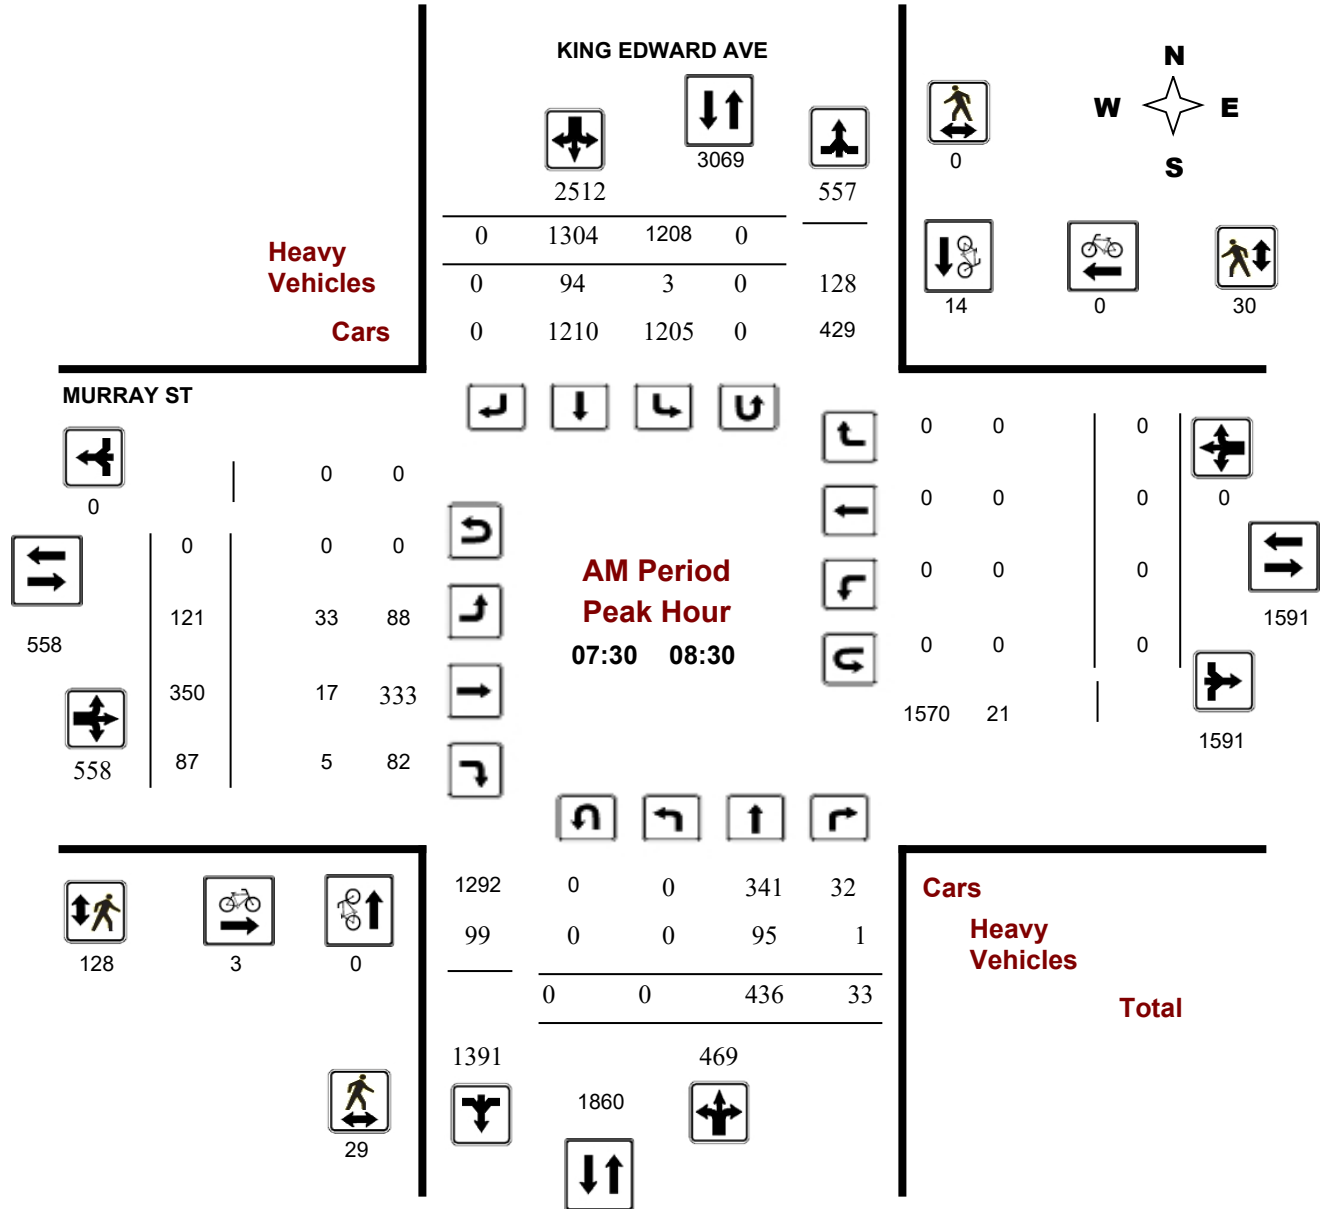 KING EDWARD AVE
N
W E
S
3069
0
2512
557
0 1304 1208 0
Heavy
Vehicles
0 94 3 0 128
14 0 30
Cars
0 1210 1205 0 429
MURRAY ST
0 0 0
0 0
0
0 0 0
0
0 0 0
0 0 0
AM Period
Peak Hour
07:30 08:30
121 33 88
558
1591
0 0 0
350 17 333
1570 21
1591
558
87 5 82
1292 0 0 341 32
Cars
99 0 0 95 1
Heavy
Vehicles
128 3 0
0 0 436 33
Total
1391 469
1860
29